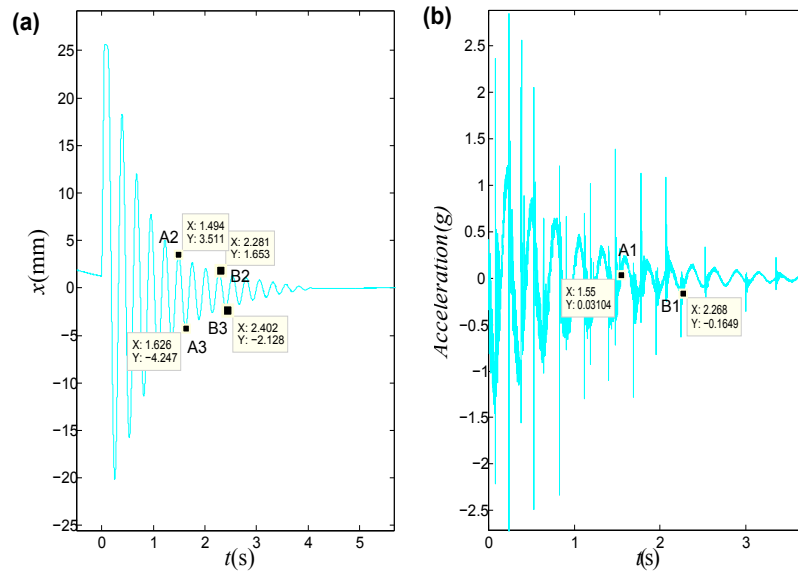 (a)
25
20
15
10
5
0
−5
−10
−15
−20
−25
x(mm)
A2
X: 1.494
Y: 3.511
X: 2.281
Y: 1.653
B2
B3
X: 1.626
Y: −4.247
A3
X: 2.402
Y: −2.128
0 1 2 3 4 5
t(s)
(b)
2.5
2
1.5
1
0.5
0
−0.5
−1
−1.5
−2
−2.5
Acceleration(g)
A1
X: 1.55
Y: 0.03104
B1
X: 2.268
Y: −0.1649
0 1 2 3
t(s)